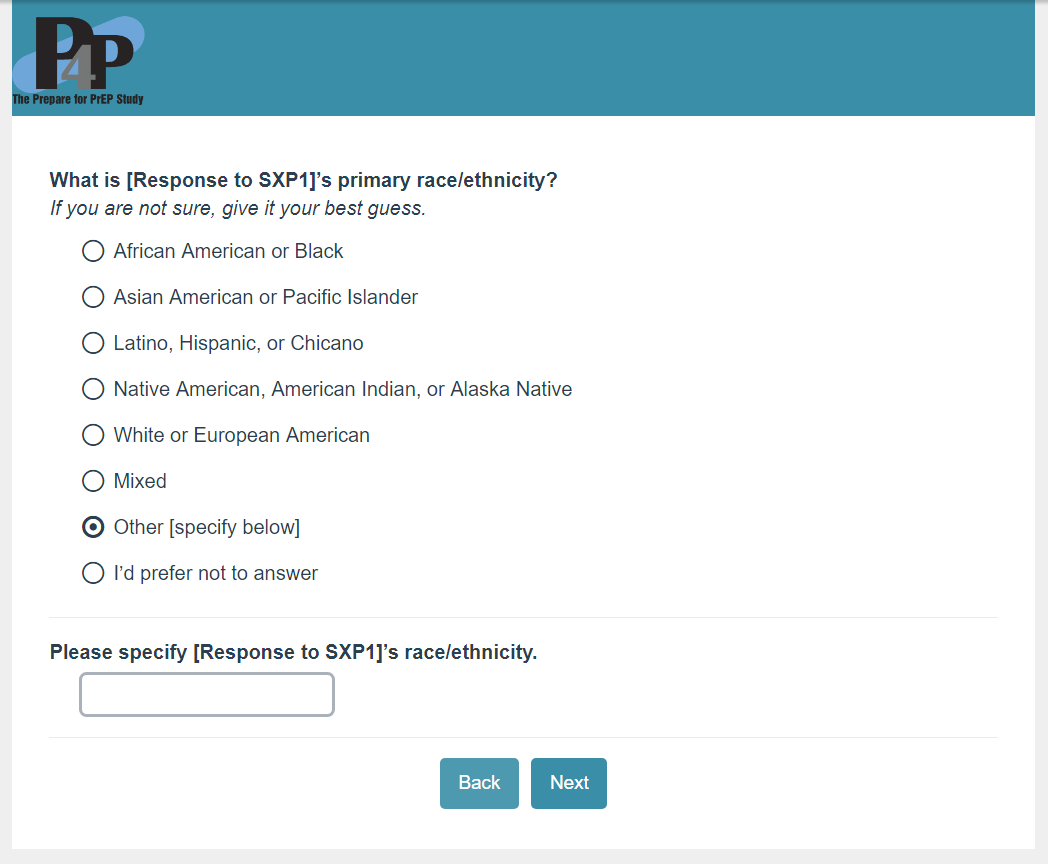 P4P
The Prepare for PrEP Study
What is [Response to SXP1]’s primary race/ethnicity?
If you are not sure, give it your best guess.
African American or Black
Asian American or Pacific Islander
Latino, Hispanic, or Chicano
Native American, American Indian, or Alaska Native
White or European American
Mixed
Other [specify below]
I’d prefer not to answer
Please specify [Response to SXP1]’s race/ethnicity.
Back Next